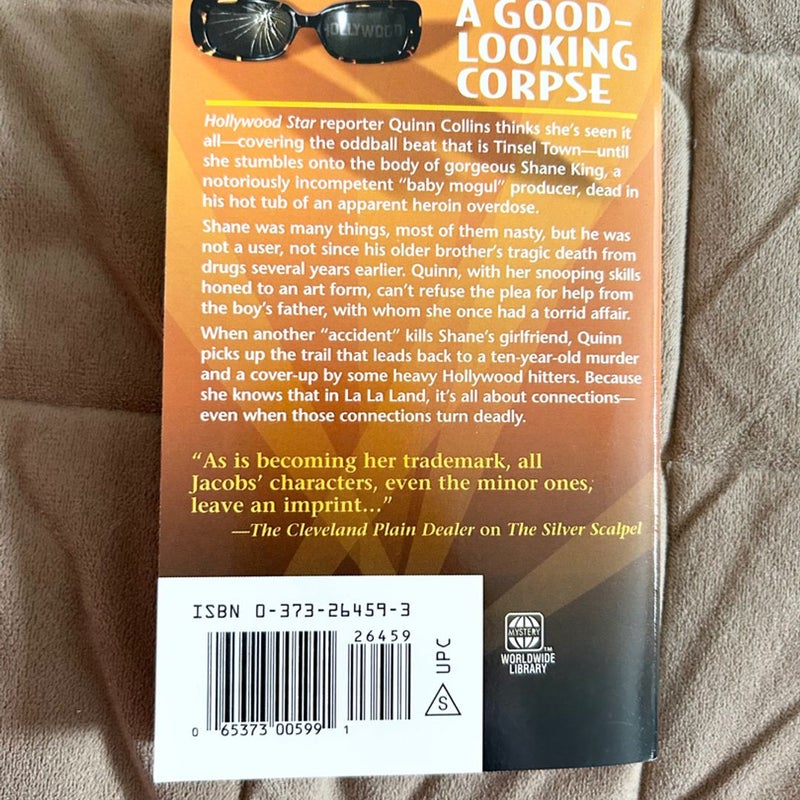 HOLLYWOOD
A GOOD-
LOOKING
CORPSE
Hollywood Star reporter Quinn Collins thinks she's seen it
all—covering the oddball beat that is Tinsel Town—until
she stumbles onto the body of gorgeous Shane King, a
notoriously incompetent "baby mogul" producer, dead in
his hot tub of an apparent heroin overdose.
Shane was many things, most of them nasty, but he was
not a user, not since his older brother's tragic death from
drugs several years earlier. Quinn, with her snooping skills
honed to an art form, can't refuse the plea for help from
the boy's father, with whom she once had a torrid affair.
When another "accident" kills Shane's girlfriend, Quinn
picks up the trail that leads back to a ten-year-old murder
and a cover-up by some heavy Hollywood hitters. Because
she knows that in La La Land, it's all about connections—
even when those connections turn deadly.
"As is becoming her trademark, all
Jacobs' characters, even the minor ones,
leave an imprint..."
—The Cleveland Plain Dealer on The Silver Scalpel
ISBN 0-373-26459-3
26459
0 65373 00599 1
S UPC
MYSTERY
WORLDWIDE
LIBRARY™